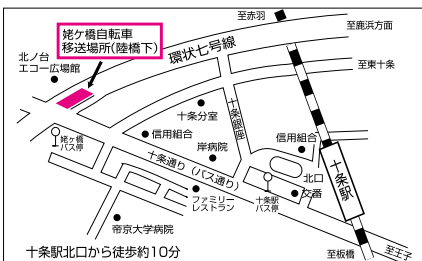 至赤羽
至鹿浜方面
姥ケ橋自転車
移送場所(陸橋下)
環状七号線
北ノ台
エコー広場館
至東十条
十条分室
十条銀座
信用組合
信用組合
姥ケ橋
バス停
岸病院
十条通り(バス通り)
北口
十条駅
交番
ファミリー
レストラン
十条駅
バス停
帝京大学病院
十条駅北口から徒歩約10分
至板橋
至王子